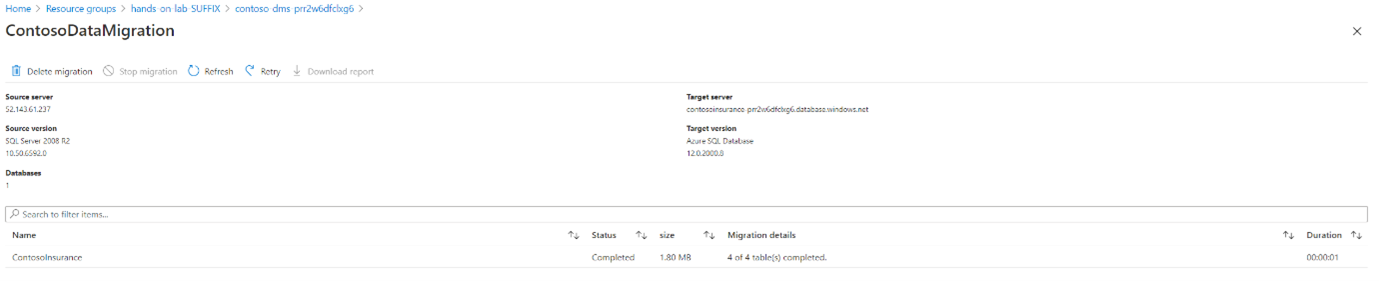 Home > Resource groups > hands-on-lab-SUFFIX > contoso-dms-prr2w6dfclxg6 >
ContosoDataMigration
Delete migration Stop migration Refresh Retry Download report
Source server Target server
52.143.61.237 contosoinsurance-prr2w6dfclxg6.database.windows.net
Source version Target version
SQL Server 2008 R2 Azure SQL Database
10.50.6592.0 12.0.2000.8
Databases
1
Search to filter items...
Name Status size Migration details Duration
ContosoInsurance Completed 1.80 MB 4 of 4 table(s) completed. 00:00:01